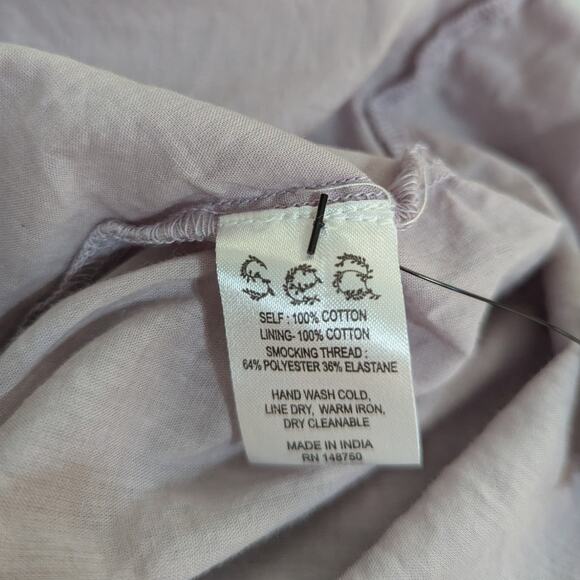 Sea
SELF : 100% COTTON
LINING- 100% COTTON
SMOCKING THREAD :
64% POLYESTER 36% ELASTANE
HAND WASH COLD,
LINE DRY, WARM IRON,
DRY CLEANABLE
MADE IN INDIA
RN 148750